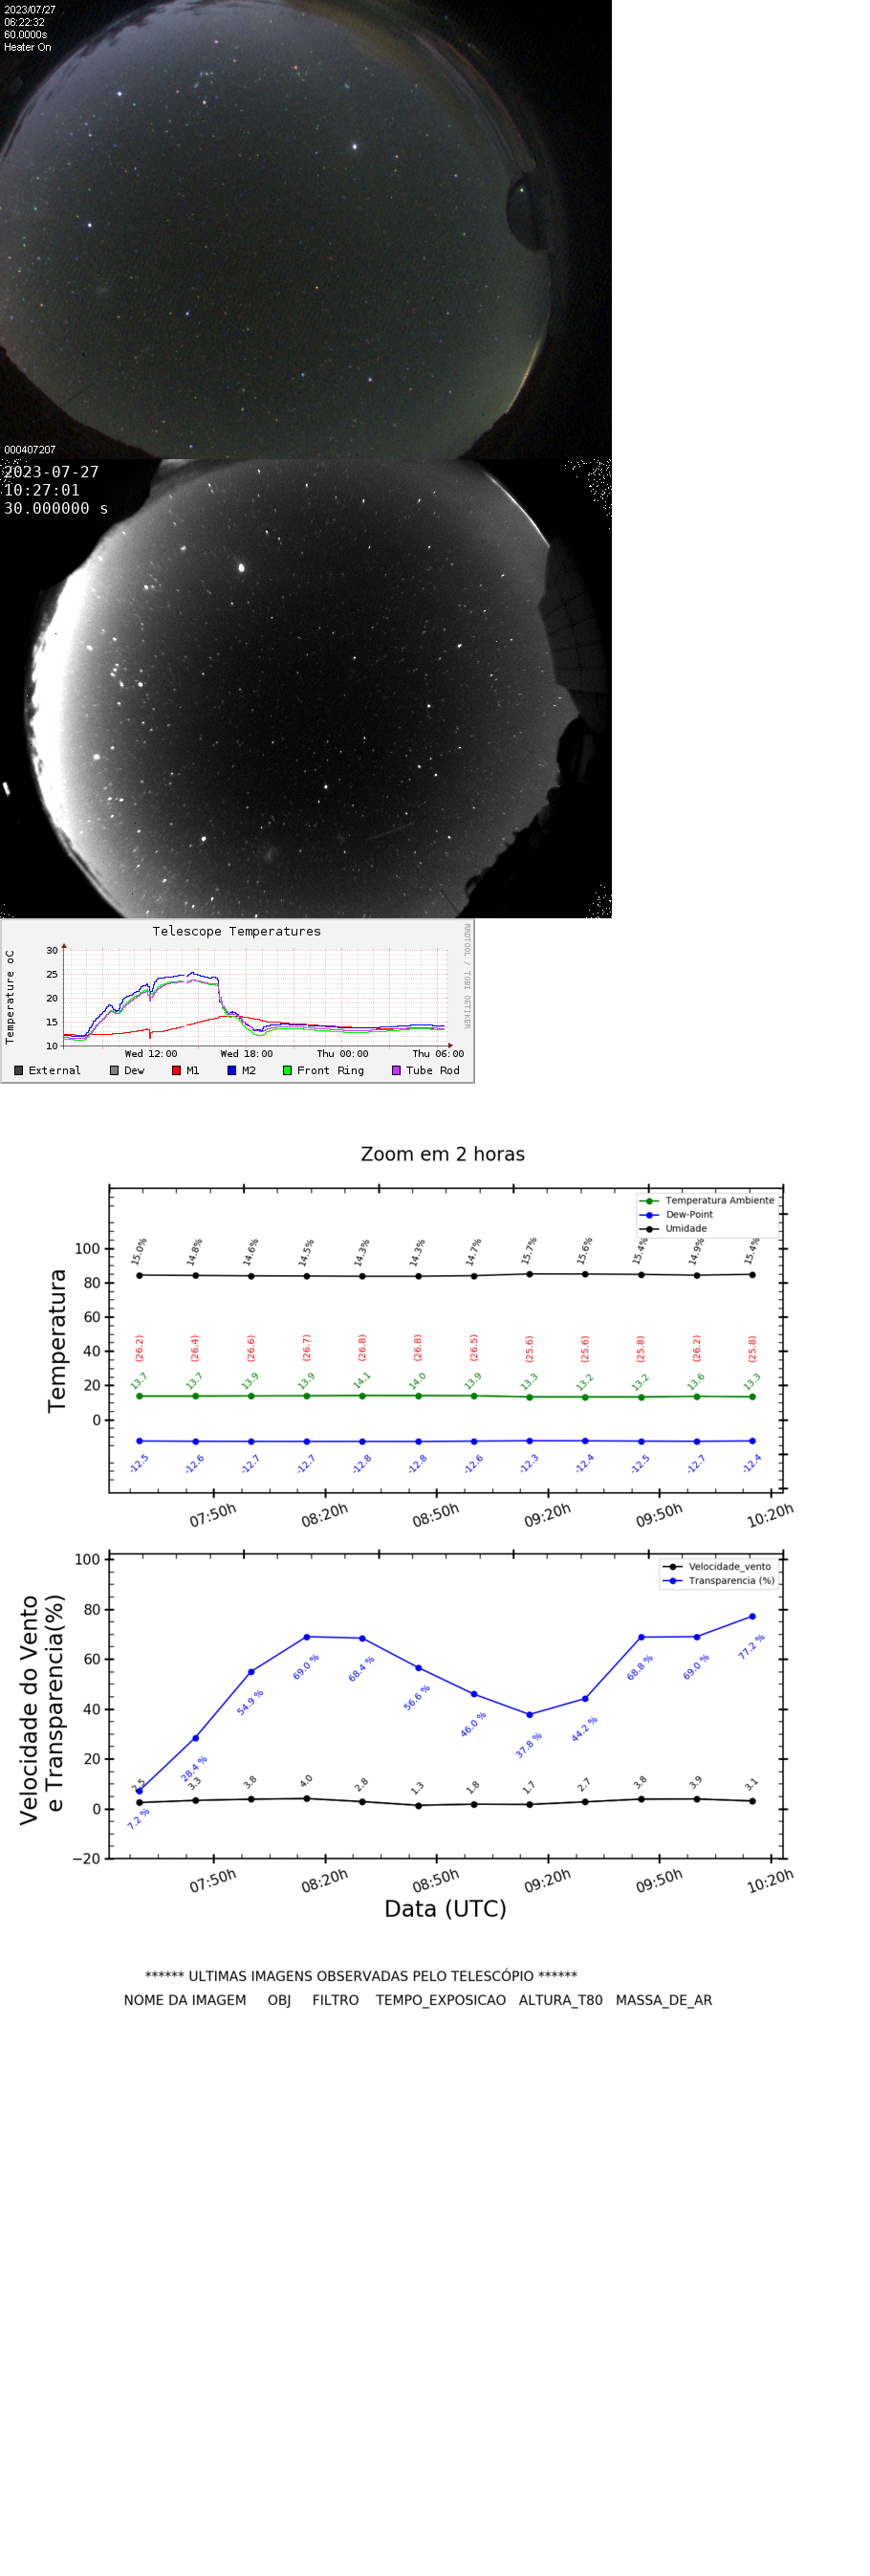 2023/07/27
06:22:32
60.0000s
Heater On
000407207
2023-07-27
10:27:01
30.000000 s
Telescope Temperatures
Temperature oC
RRDTOOL / TOBI OETIKER
30
25
20
15
10
Wed 12:00 Wed 18:00 Thu 00:00 Thu 06:00
External Dew M1 M2 Front Ring Tube Rod
Zoom em 2 horas
Temperatura
Temperatura Ambiente
Dew-Point
Umidade
100
80
60
40
20
0
15.0% 14.8% 14.6% 14.5% 14.3% 14.3% 14.7% 15.7% 15.6% 15.4% 14.9% 15.4%
(26.2) (26.4) (26.6) (26.7) (26.8) (26.8) (26.5) (25.6) (25.6) (25.8) (26.2) (25.8)
13.7 13.7 13.9 13.9 14.1 14.0 13.9 13.3 13.2 13.2 13.6 13.3
-12.5 -12.6 -12.7 -12.7 -12.8 -12.8 -12.6 -12.3 -12.4 -12.5 -12.7 -12.4
07:50h 08:20h 08:50h 09:20h 09:50h 10:20h
Velocidade do Vento
e Transparencia(%)
Velocidade_vento
Transparencia (%)
100
80
60
40
20
0
−20
7.2 % 28.4 % 54.9 % 69.0 % 68.4 % 56.6 % 46.0 % 37.8 % 44.2 % 68.8 % 69.0 % 77.2 %
2.5 3.3 3.8 4.0 2.8 1.3 1.8 1.7 2.7 3.8 3.9 3.1
07:50h 08:20h 08:50h 09:20h 09:50h 10:20h
Data (UTC)
****** ULTIMAS IMAGENS OBSERVADAS PELO TELESCÓPIO ******
NOME DA IMAGEM OBJ FILTRO TEMPO_EXPOSICAO ALTURA_T80 MASSA_DE_AR